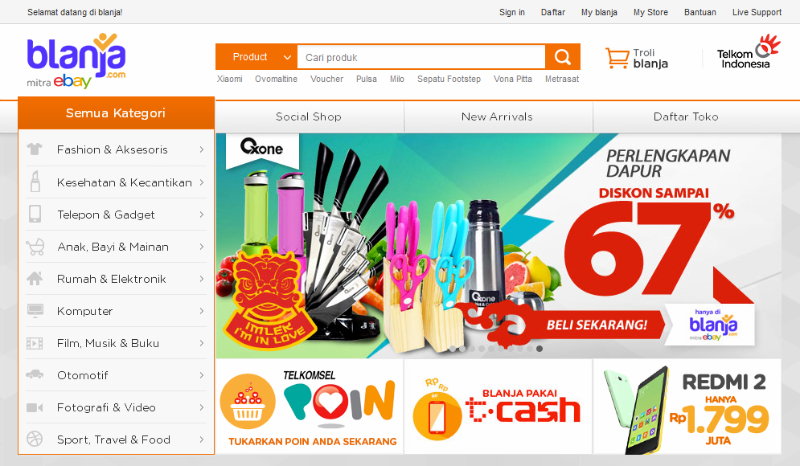 Selamat datang di blanja!
Sign in Daftar My blanja My Store Bantuan Live Support
blanja.com
mitra ebay
Product
Cari produk
Troli
blanja
Telkom
Indonesia
Xiaomi Ovomaltine Voucher Pulsa Milo Sepatu Footstep Vona Pitta Metrasat
Semua Kategori
Social Shop
New Arrivals
Daftar Toko
Fashion & Aksesoris
Kesehatan & Kecantikan
Telepon & Gadget
Anak, Bayi & Mainan
Rumah & Elektronik
Komputer
Film, Musik & Buku
Otomotif
Fotografi & Video
Sport, Travel & Food
Oxone
PERLENGKAPAN
DAPUR
DISKON SAMPAI
67%
IMLEK
I'M IN LOVE
Oxone
BELI SEKARANG!
hanya di
blanja.com
mitra ebay
TELKOMSEL
POIN
TUKARKAN POIN ANDA SEKARANG
Rp
Rp
BLANJA PAKAI
t-cash
REDMI 2
HANYA
Rp1.799
JUTA